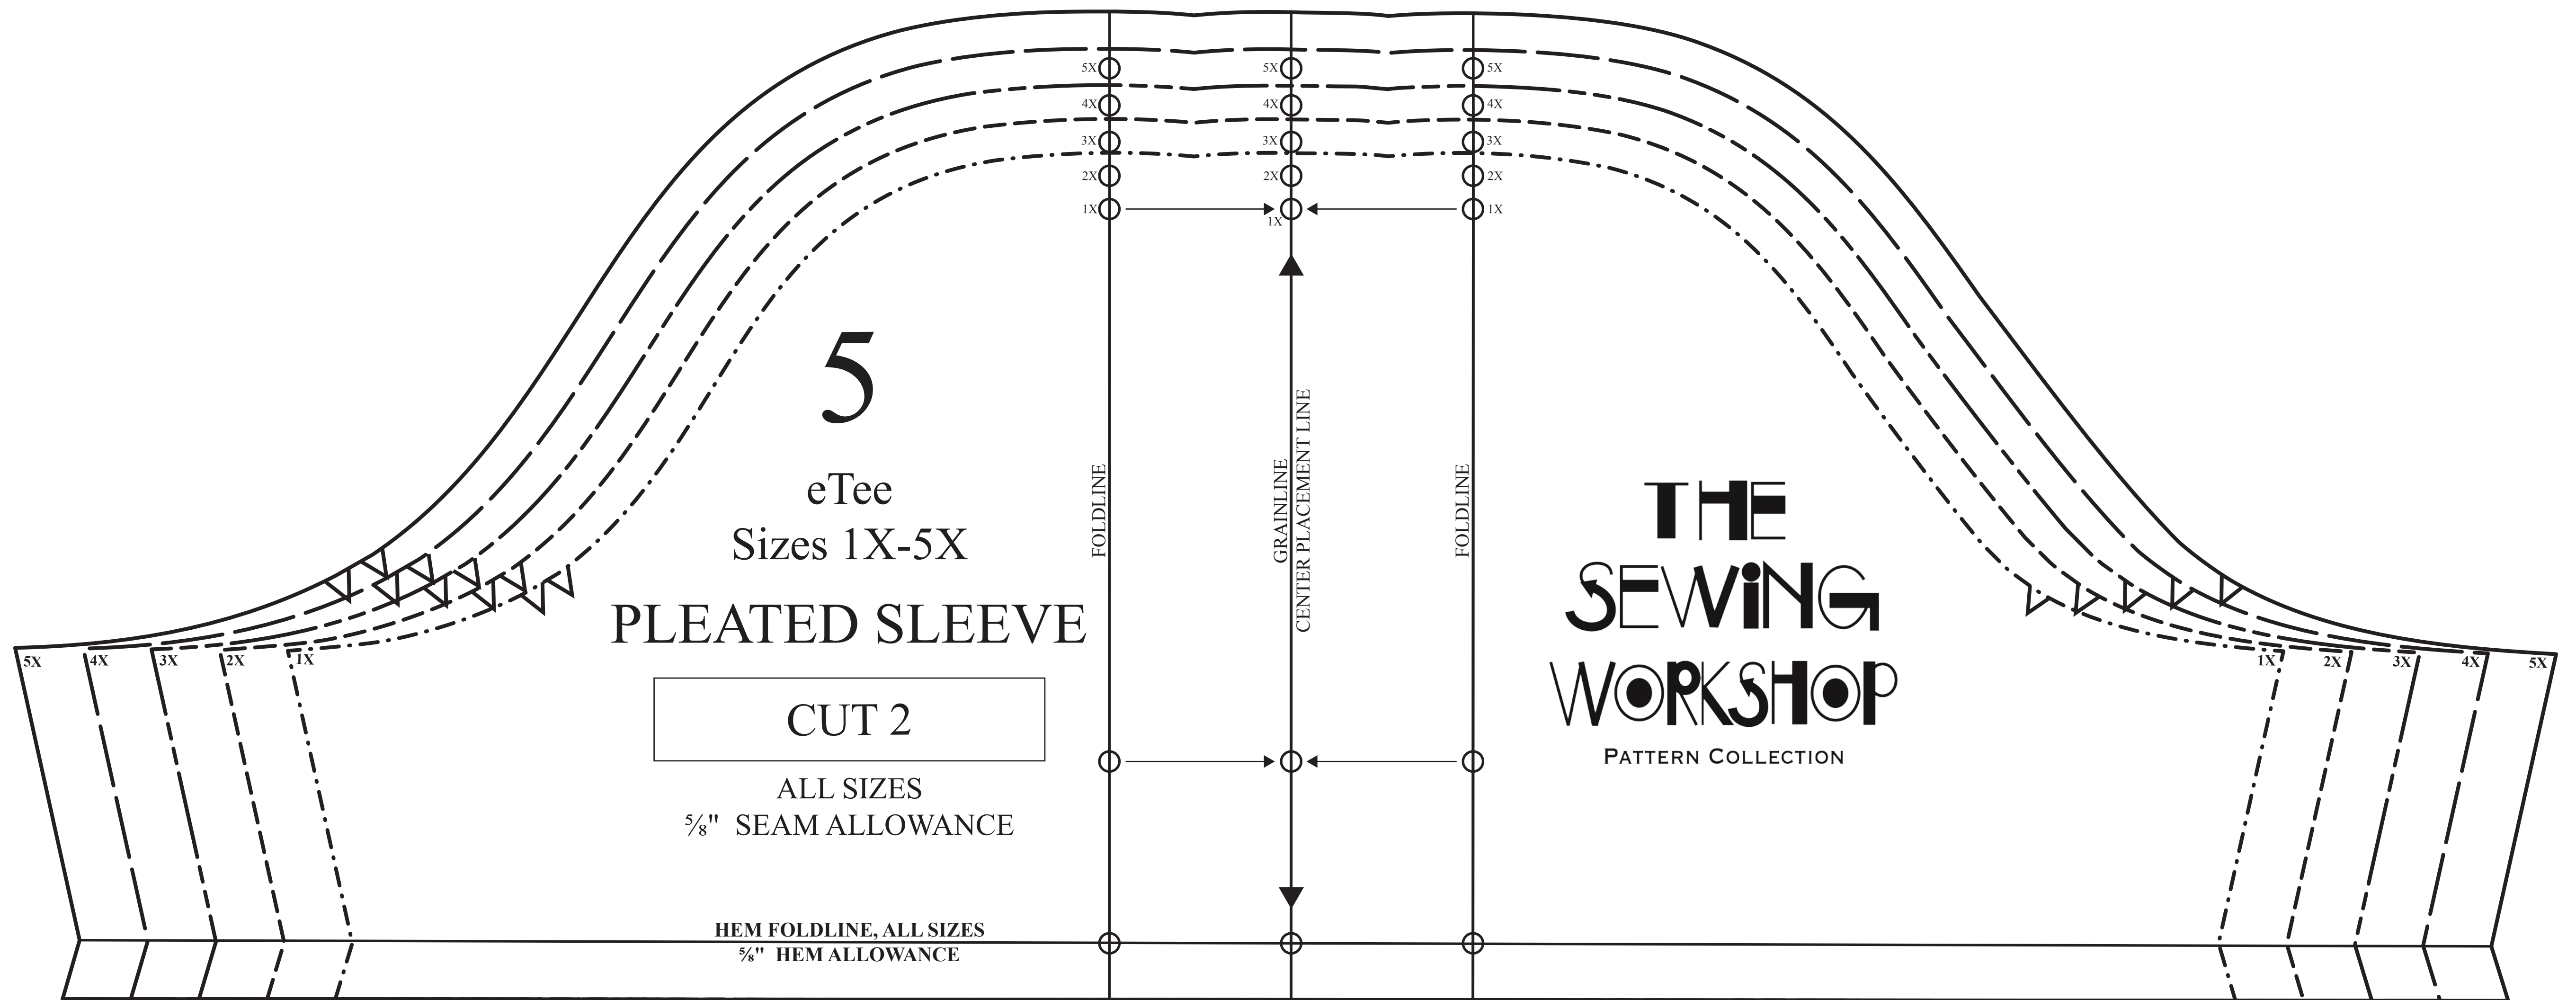 5X 5X 5X
4X 4X 4X
3X 3X 3X
2X 2X 2X
1X 1X 1X
5
eTee
Sizes 1X-5X
PLEATED SLEEVE
CUT 2
ALL SIZES
⅝" SEAM ALLOWANCE
FOLDLINE
GRAINLINE
CENTER PLACEMENT LINE
FOLDLINE
THE
SEWING
WORKSHOP
PATTERN COLLECTION
5X 4X 3X 2X 1X
1X 2X 3X 4X 5X
HEM FOLDLINE, ALL SIZES
⅝" HEM ALLOWANCE